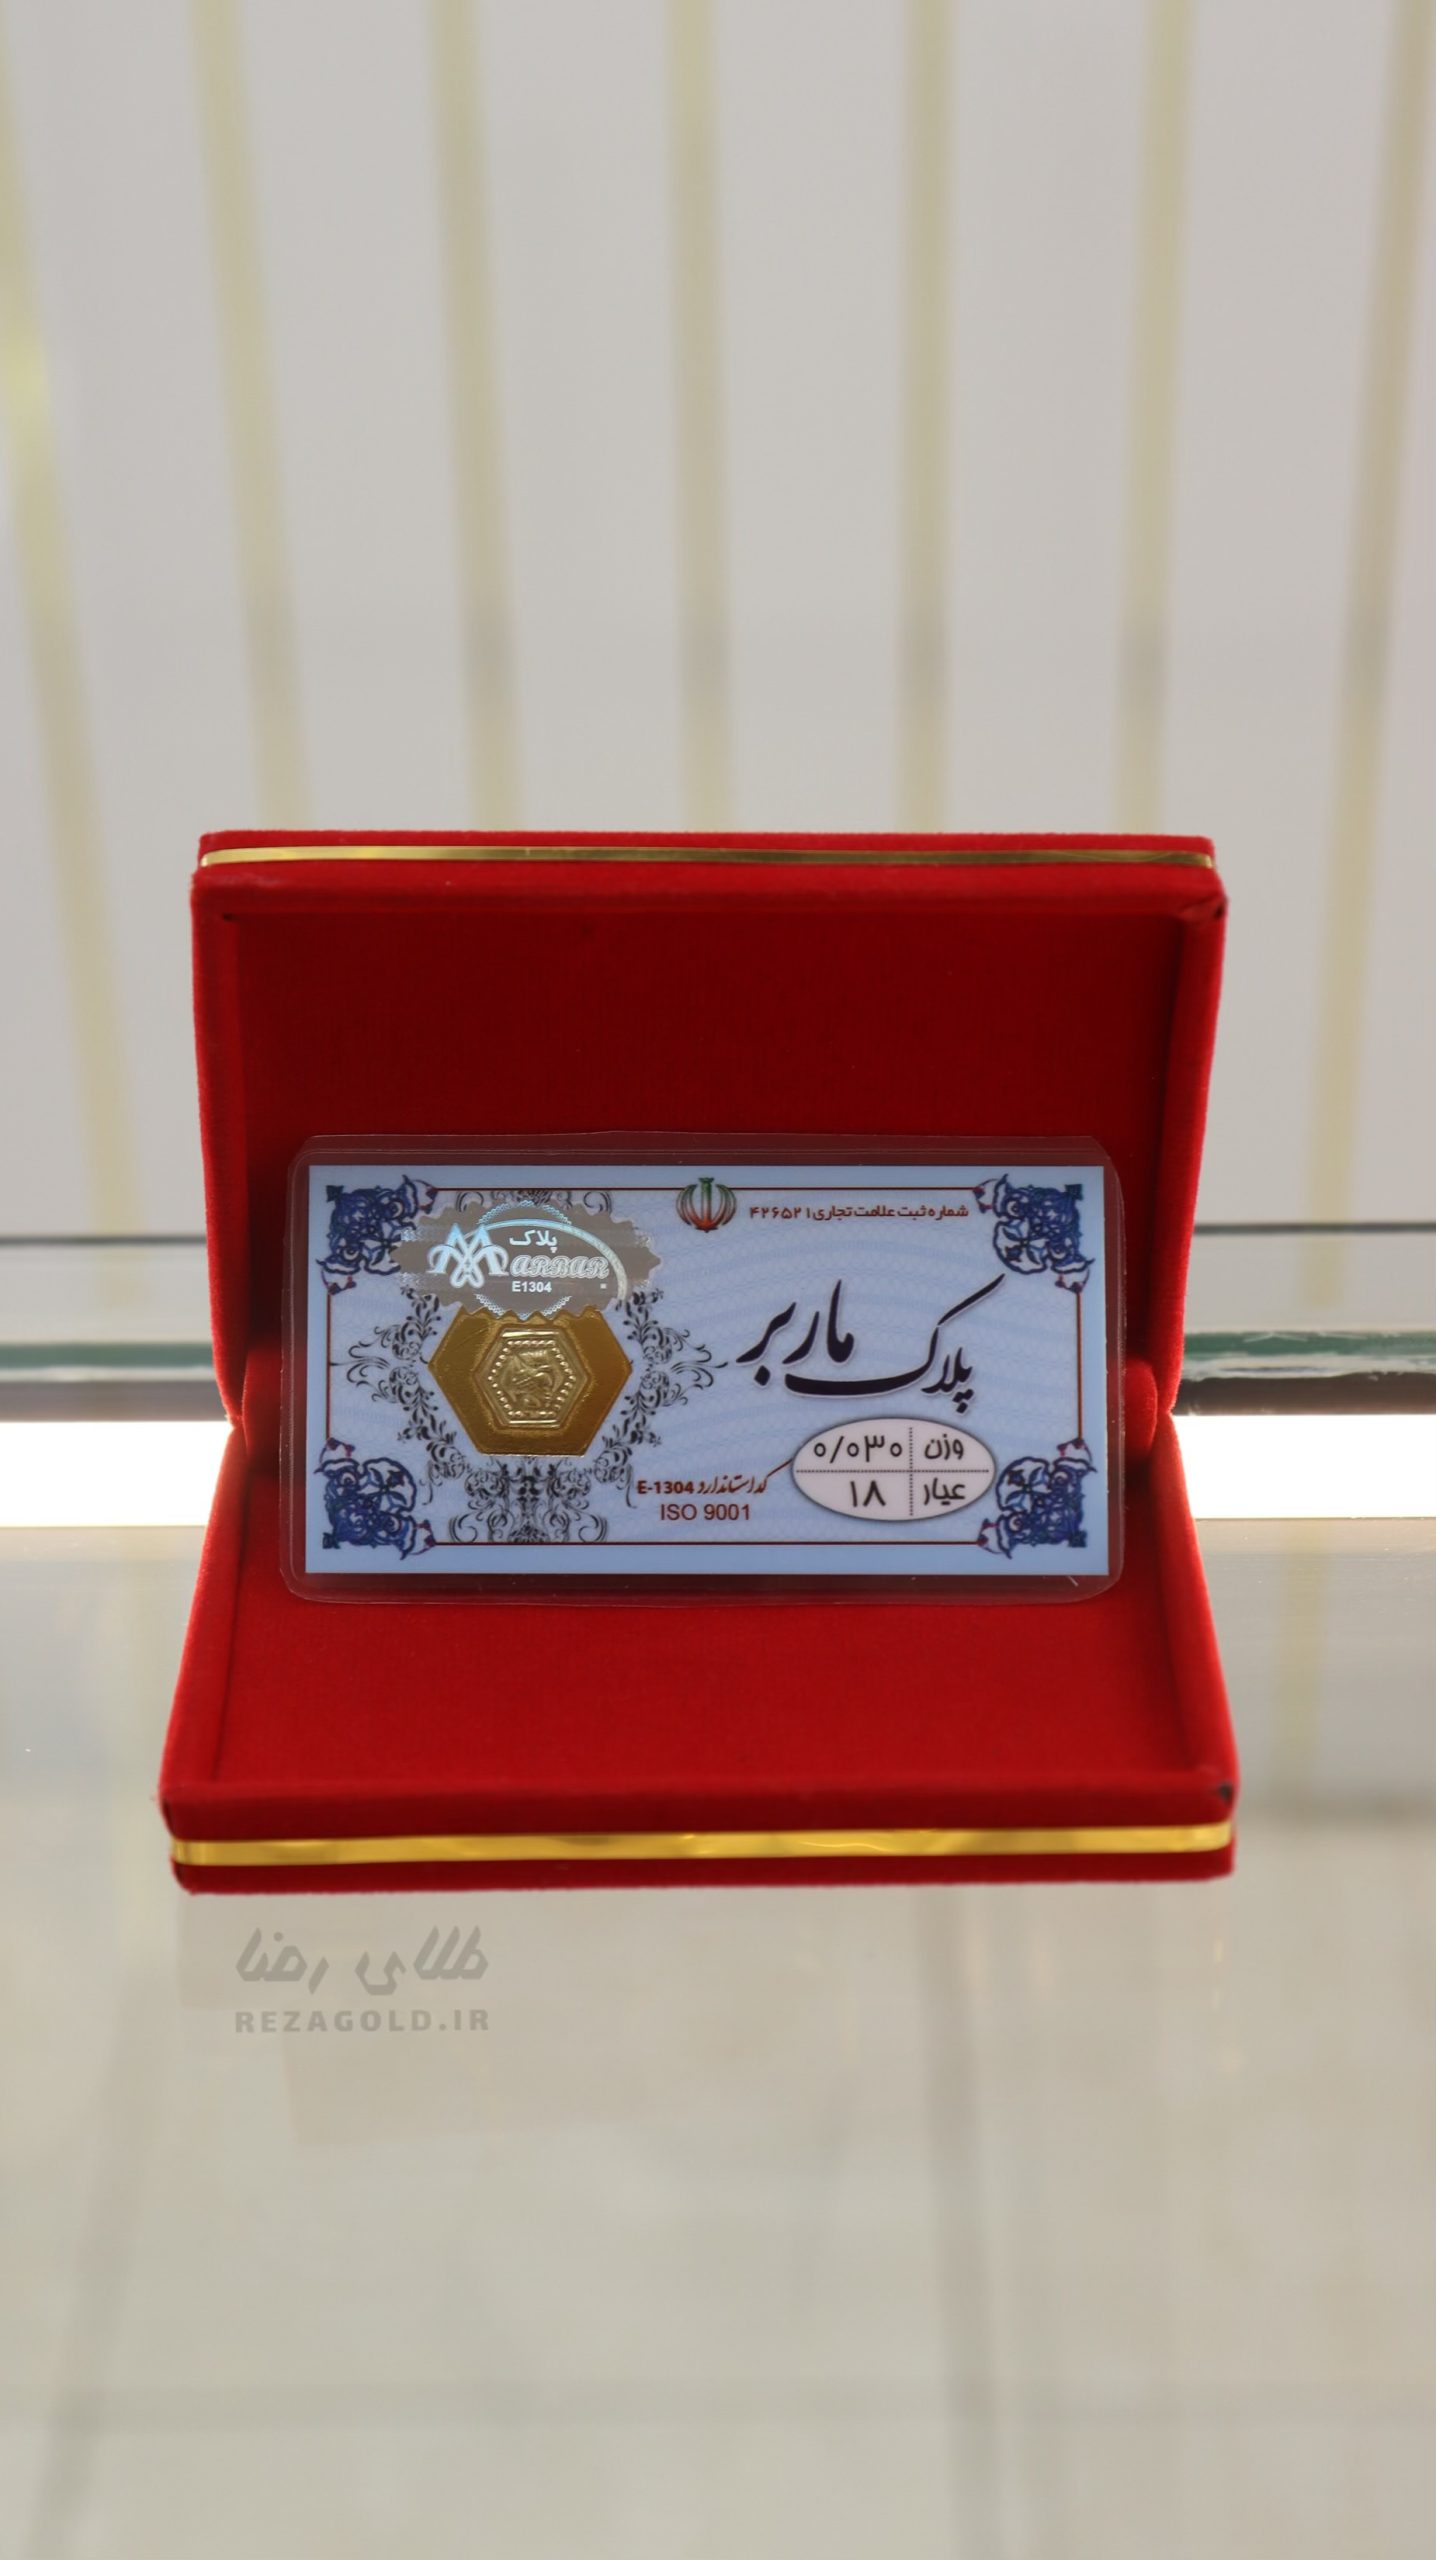 شماره ثبت علامت تجاری ۴۲۶۵۲۱
پلاک
MARBAR
E1304
پلاک ماربر
وزن ۰/۰۳۰
عیار ۱۸
کد استاندارد E-1304
ISO 9001
طلای رضا
REZAGOLD.IR